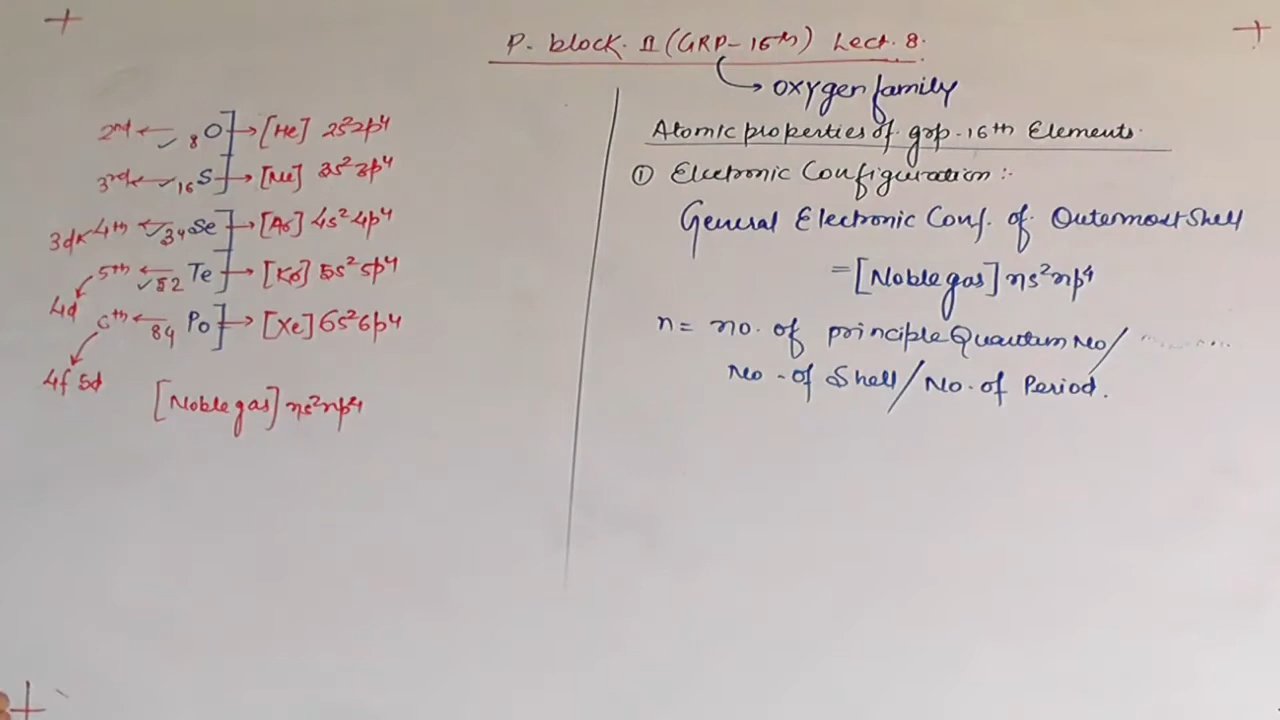 P. block. II (GRP-16th) Lect. 8.
→ oxygen family
2nd ← ✓ 8O → [He] 2s²2p⁴
3rd ← ✓ 16S → [Ne] 3s²3p⁴
3d ← 4th ← ✓ 34Se → [Ar] 4s²4p⁴
5th ← ✓ 52 Te → [Kr] 5s²5p⁴
4d 6th ← 84 Po → [Xe] 6s²6p⁴
4f 5d
[Noble gas] ns²np⁴
Atomic properties of grp-16th Elements.
① Electronic Configuration :-
General Electronic Conf. of Outermost Shell
= [Noble gas] ns²np⁴
n = no. of principle Quantum No /
No. of Shell / No. of Period.